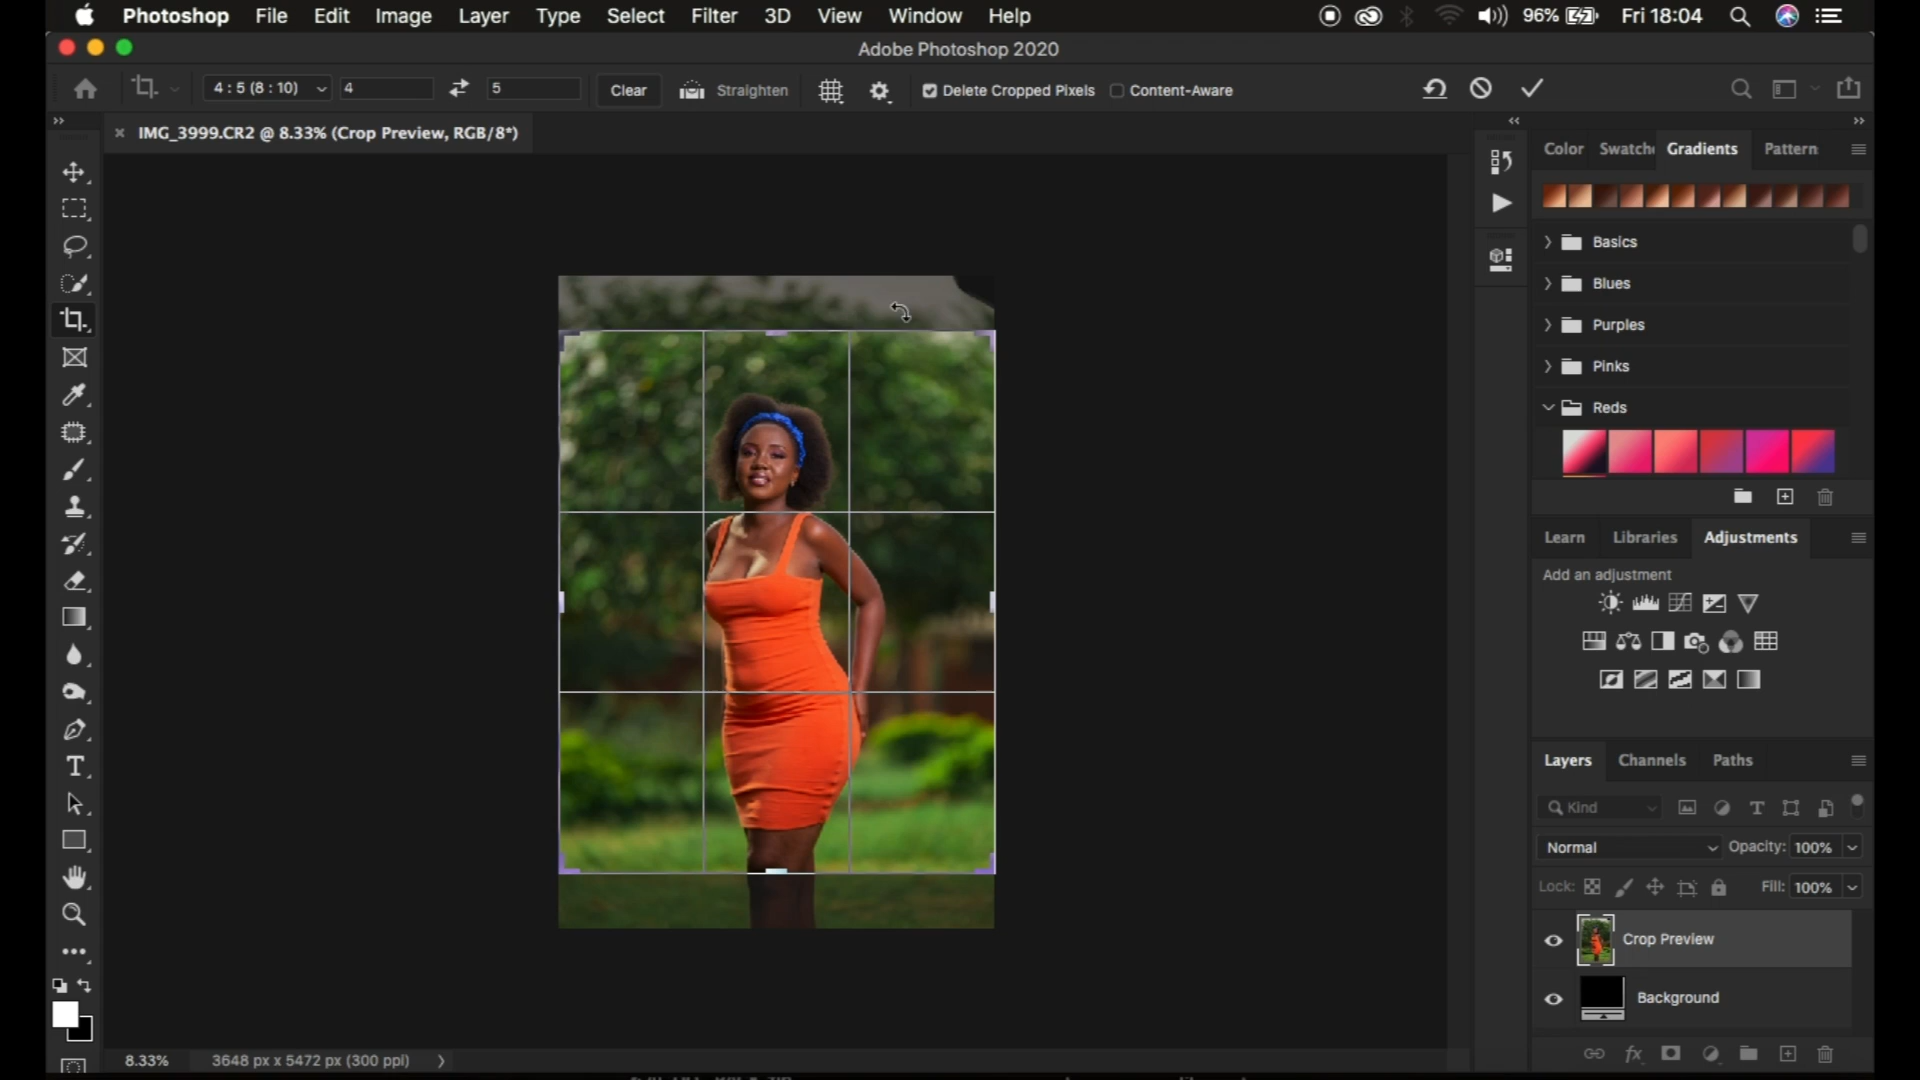 Photoshop File Edit Image Layer Type Select Filter 3D View Window Help 96% Fri 18:04
Adobe Photoshop 2020
4 : 5 (8 : 10) 4 5 Clear Straighten Delete Cropped Pixels Content-Aware
IMG_3999.CR2 @ 8.33% (Crop Preview, RGB/8*)
Color Swatch Gradients Pattern
Basics
Blues
Purples
Pinks
Reds
Learn Libraries Adjustments
Add an adjustment
Layers Channels Paths
Kind
Normal Opacity: 100%
Lock: Fill: 100%
Crop Preview
Background
8.33% 3648 px x 5472 px (300 ppi)